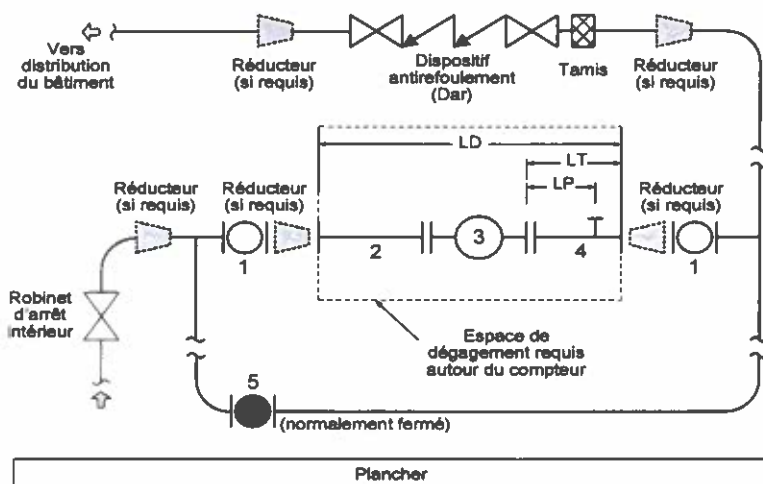 Vers
distribution
du bâtiment
Réducteur
(si requis)
Dispositif
antirefoulement
(Dar)
Tamis
Réducteur
(si requis)
LD
LT
LP
Réducteur
(si requis)
Réducteur
(si requis)
Réducteur
(si requis)
1
2
3
4
1
Robinet
d'arrêt
intérieur
Espace de
dégagement requis
autour du compteur
5
(normalement fermé)
Plancher